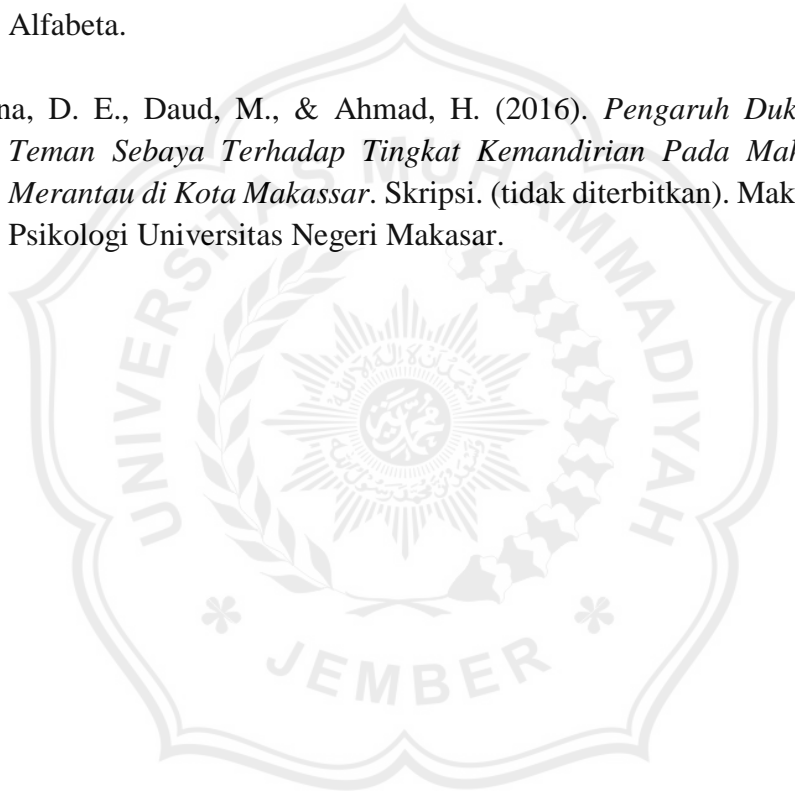 Alfabeta.
na, D. E., Daud, M., & Ahmad, H. (2016). Pengaruh Duk
Teman Sebaya Terhadap Tingkat Kemandirian Pada Mah
Merantau di Kota Makassar. Skripsi. (tidak diterbitkan). Mak
Psikologi Universitas Negeri Makasar.
UNIVERSITAS MUHAMMADIYAH
JEMBER